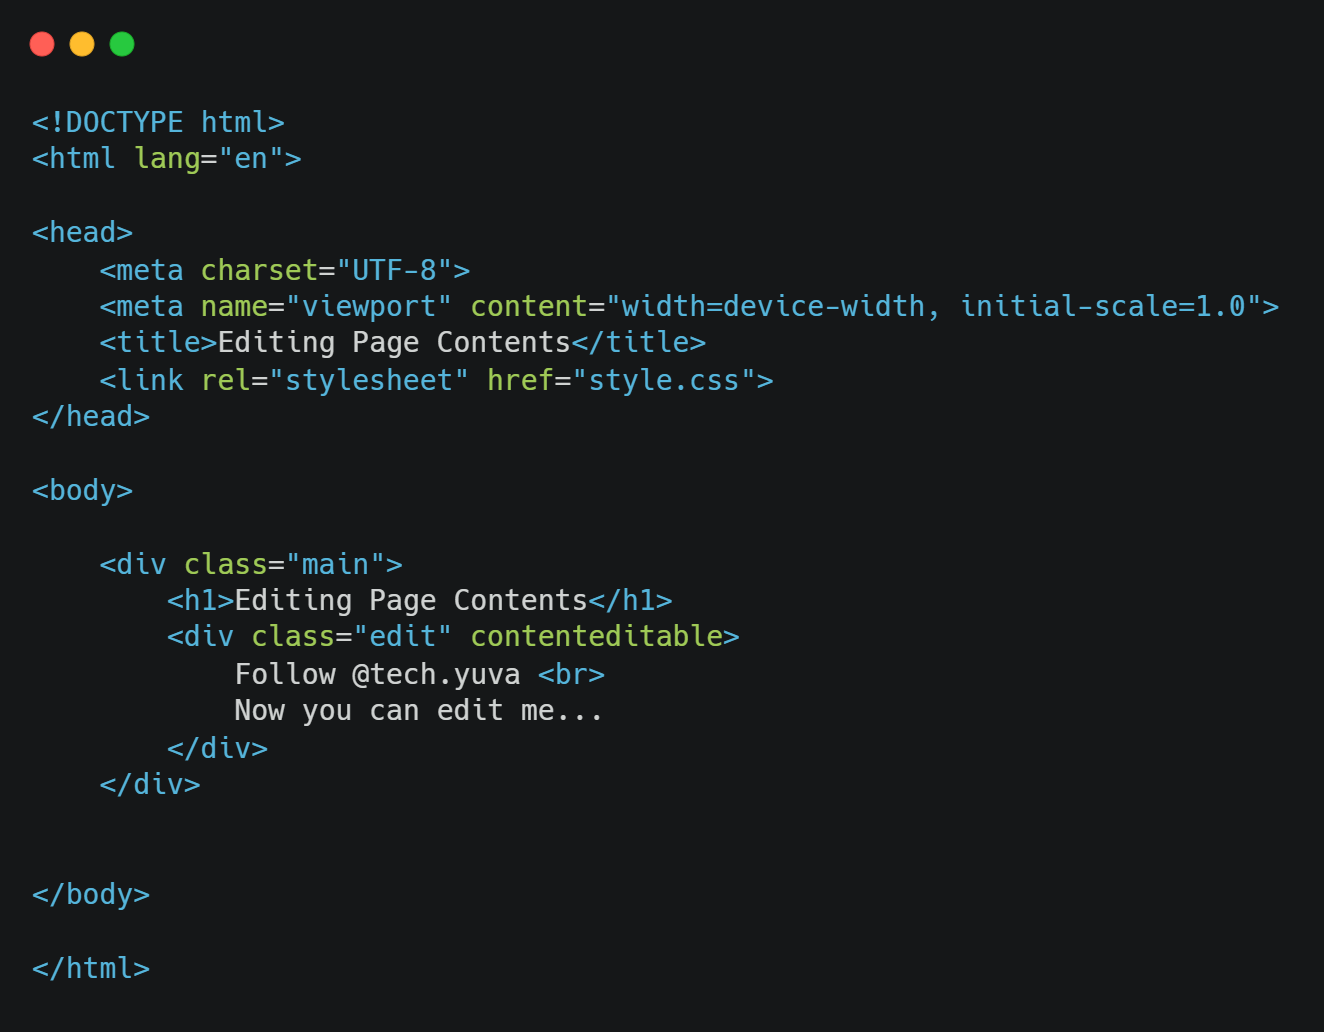 <!DOCTYPE html>
<html lang="en">

<head>
    <meta charset="UTF-8">
    <meta name="viewport" content="width=device-width, initial-scale=1.0">
    <title>Editing Page Contents</title>
    <link rel="stylesheet" href="style.css">
</head>

<body>

    <div class="main">
        <h1>Editing Page Contents</h1>
        <div class="edit" contenteditable>
            Follow @tech.yuva <br>
            Now you can edit me...
        </div>
    </div>


</body>

</html>